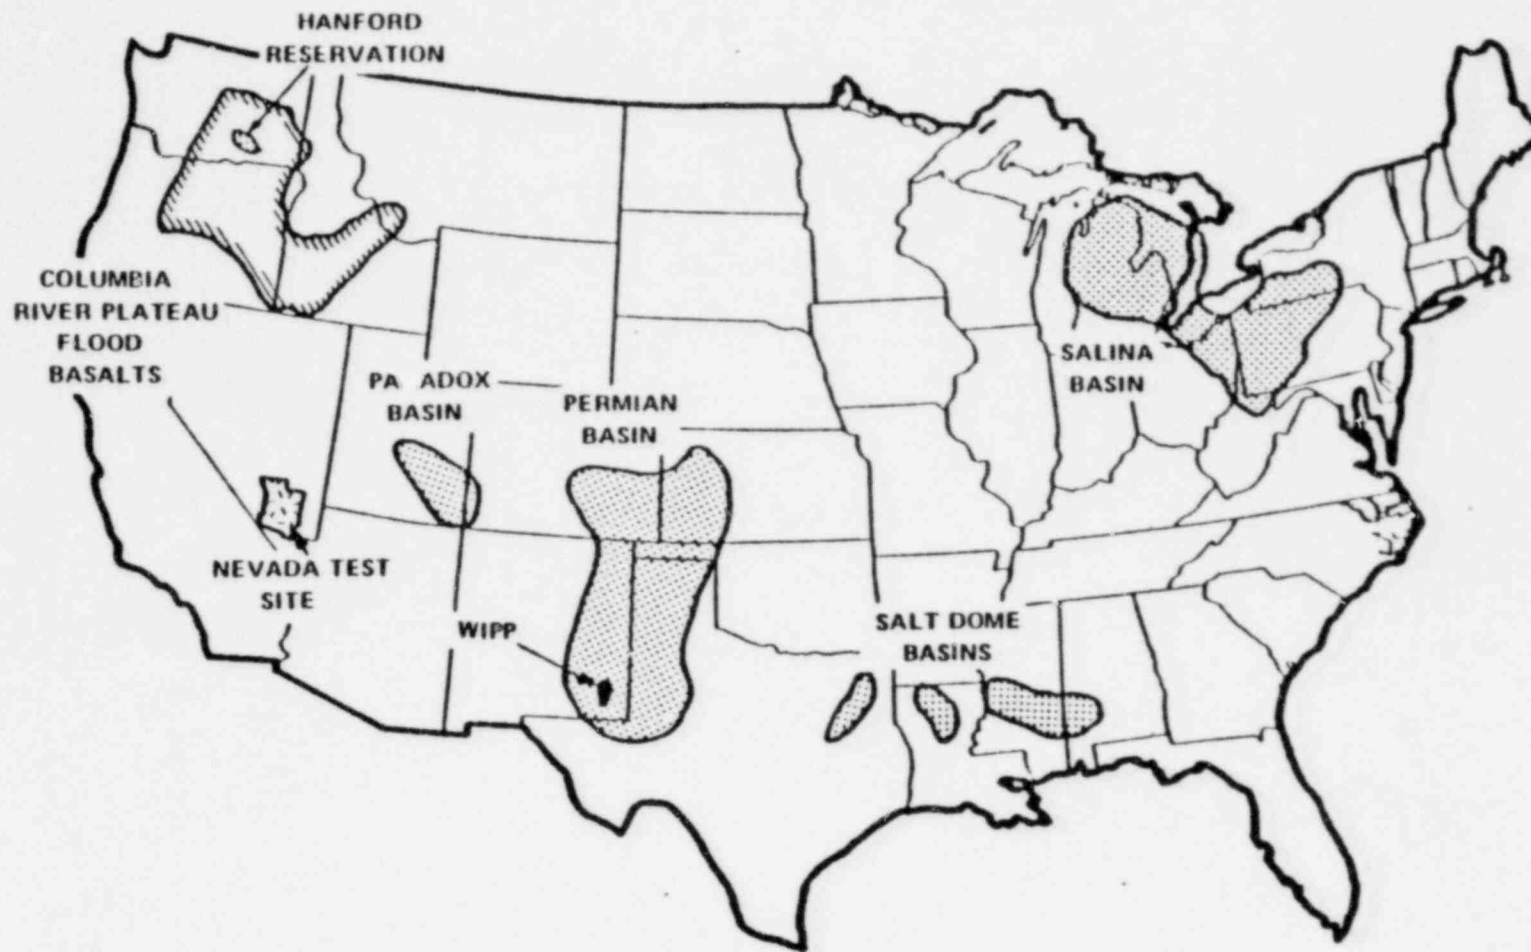 HANFORD
RESERVATION
COLUMBIA
RIVER PLATEAU
FLOOD
BASALTS
PA ADOX
BASIN
PERMIAN
BASIN
SALINA
BASIN
NEVADA TEST
SITE
WIPP
SALT DOME
BASINS